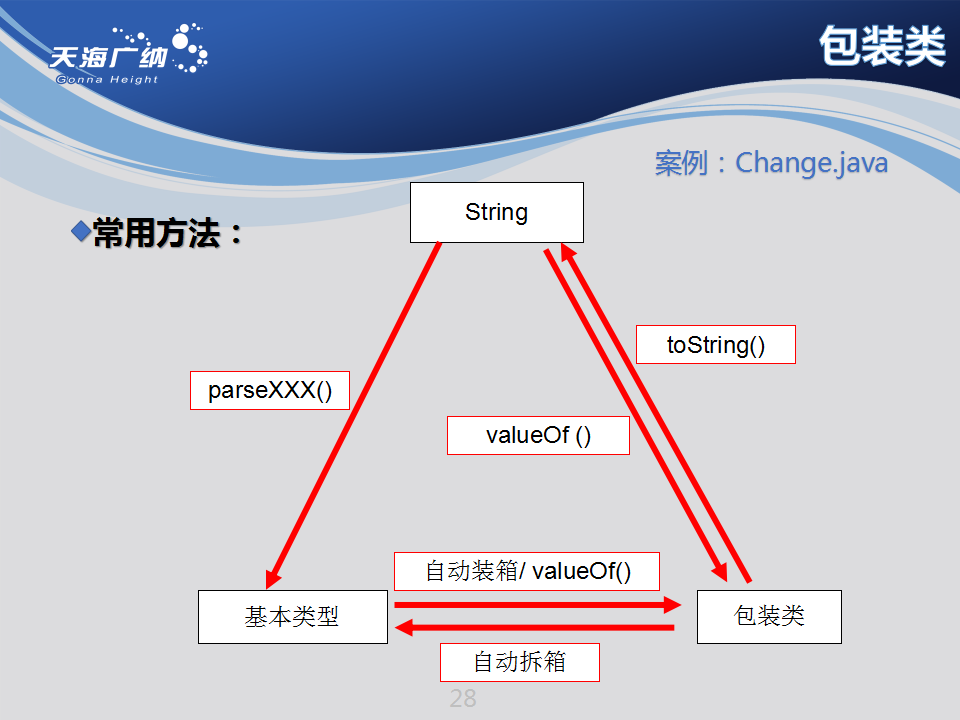 天海广纳
Gonna Height
包装类
案例：Change.java
常用方法：
String
toString()
parseXXX()
valueOf ()
自动装箱/ valueOf()
基本类型
包装类
自动拆箱
28